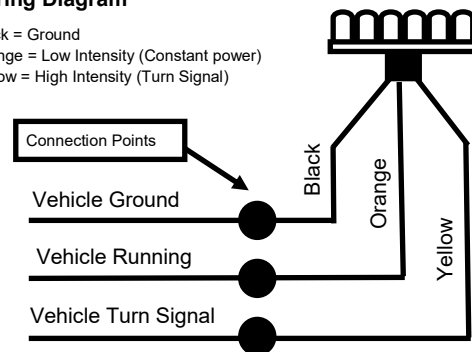 ring Diagram
ck = Ground
nge = Low Intensity (Constant power)
ow = High Intensity (Turn Signal)
Connection Points
Black
Orange
Yellow
Vehicle Ground
Vehicle Running
Vehicle Turn Signal